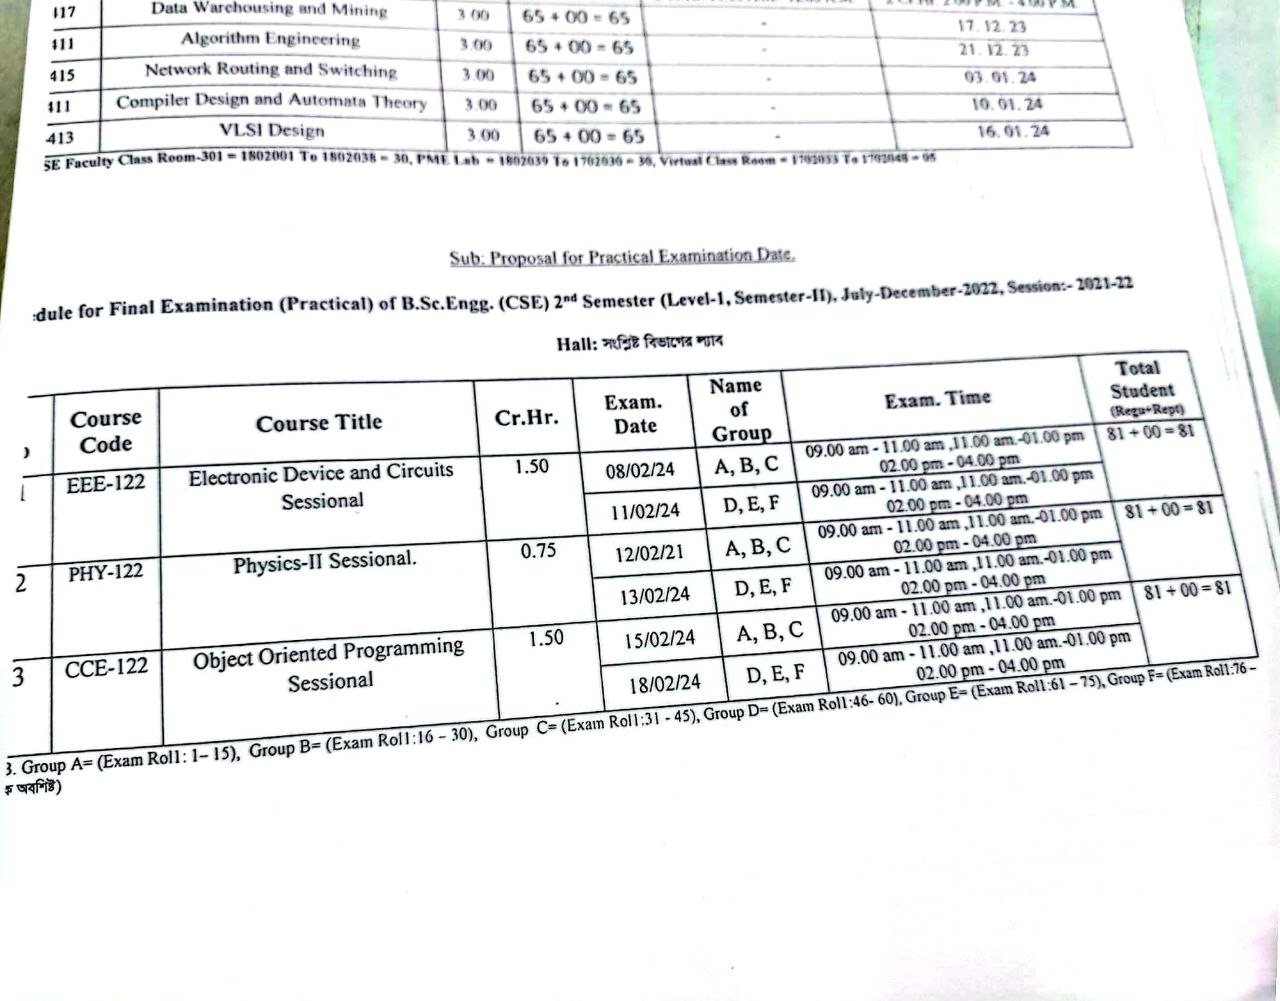 417 Data Warehousing and Mining 3.00 65 + 00 = 65 - 17.12.23
411 Algorithm Engineering 3.00 65 + 00 = 65 - 21.12.23
415 Network Routing and Switching 3.00 65 + 00 = 65 - 03.01.24
411 Compiler Design and Automata Theory 3.00 65 + 00 = 65 - 10.01.24
413 VLSI Design 3.00 65 + 00 = 65 - 16.01.24
SE Faculty Class Room-301 = 1802001 To 1802038 = 30, PME Lab = 1802039 To 1702030 = 30, Virtual Class Room = 1702033 To 1702048 = 05
Sub: Proposal for Practical Examination Date.
dule for Final Examination (Practical) of B.Sc.Engg. (CSE) 2nd Semester (Level-1, Semester-II), July-December-2022, Session:- 2021-22
Hall: সংশ্লিষ্ট বিভাগের ল্যাব
Course Code Course Title Cr.Hr. Exam. Date Name of Group Exam. Time Total Student (Regu+Rept)
1 EEE-122 Electronic Device and Circuits Sessional 1.50 08/02/24 A, B, C 09.00 am - 11.00 am ,11.00 am.-01.00 pm 81 + 00 = 81
02.00 pm - 04.00 pm
11/02/24 D, E, F 09.00 am - 11.00 am ,11.00 am.-01.00 pm
02.00 pm - 04.00 pm
2 PHY-122 Physics-II Sessional. 0.75 12/02/21 A, B, C 09.00 am - 11.00 am ,11.00 am.-01.00 pm 81 + 00 = 81
02.00 pm - 04.00 pm
13/02/24 D, E, F 09.00 am - 11.00 am ,11.00 am.-01.00 pm
02.00 pm - 04.00 pm
3 CCE-122 Object Oriented Programming Sessional 1.50 15/02/24 A, B, C 09.00 am - 11.00 am ,11.00 am.-01.00 pm 81 + 00 = 81
02.00 pm - 04.00 pm
18/02/24 D, E, F 09.00 am - 11.00 am ,11.00 am.-01.00 pm
02.00 pm - 04.00 pm
3. Group A= (Exam Roll: 1– 15), Group B= (Exam Roll:16 – 30), Group C= (Exam Roll:31 - 45), Group D= (Exam Roll:46- 60), Group E= (Exam Roll:61 – 75), Group F= (Exam Roll:76 –
অবশিষ্ট)